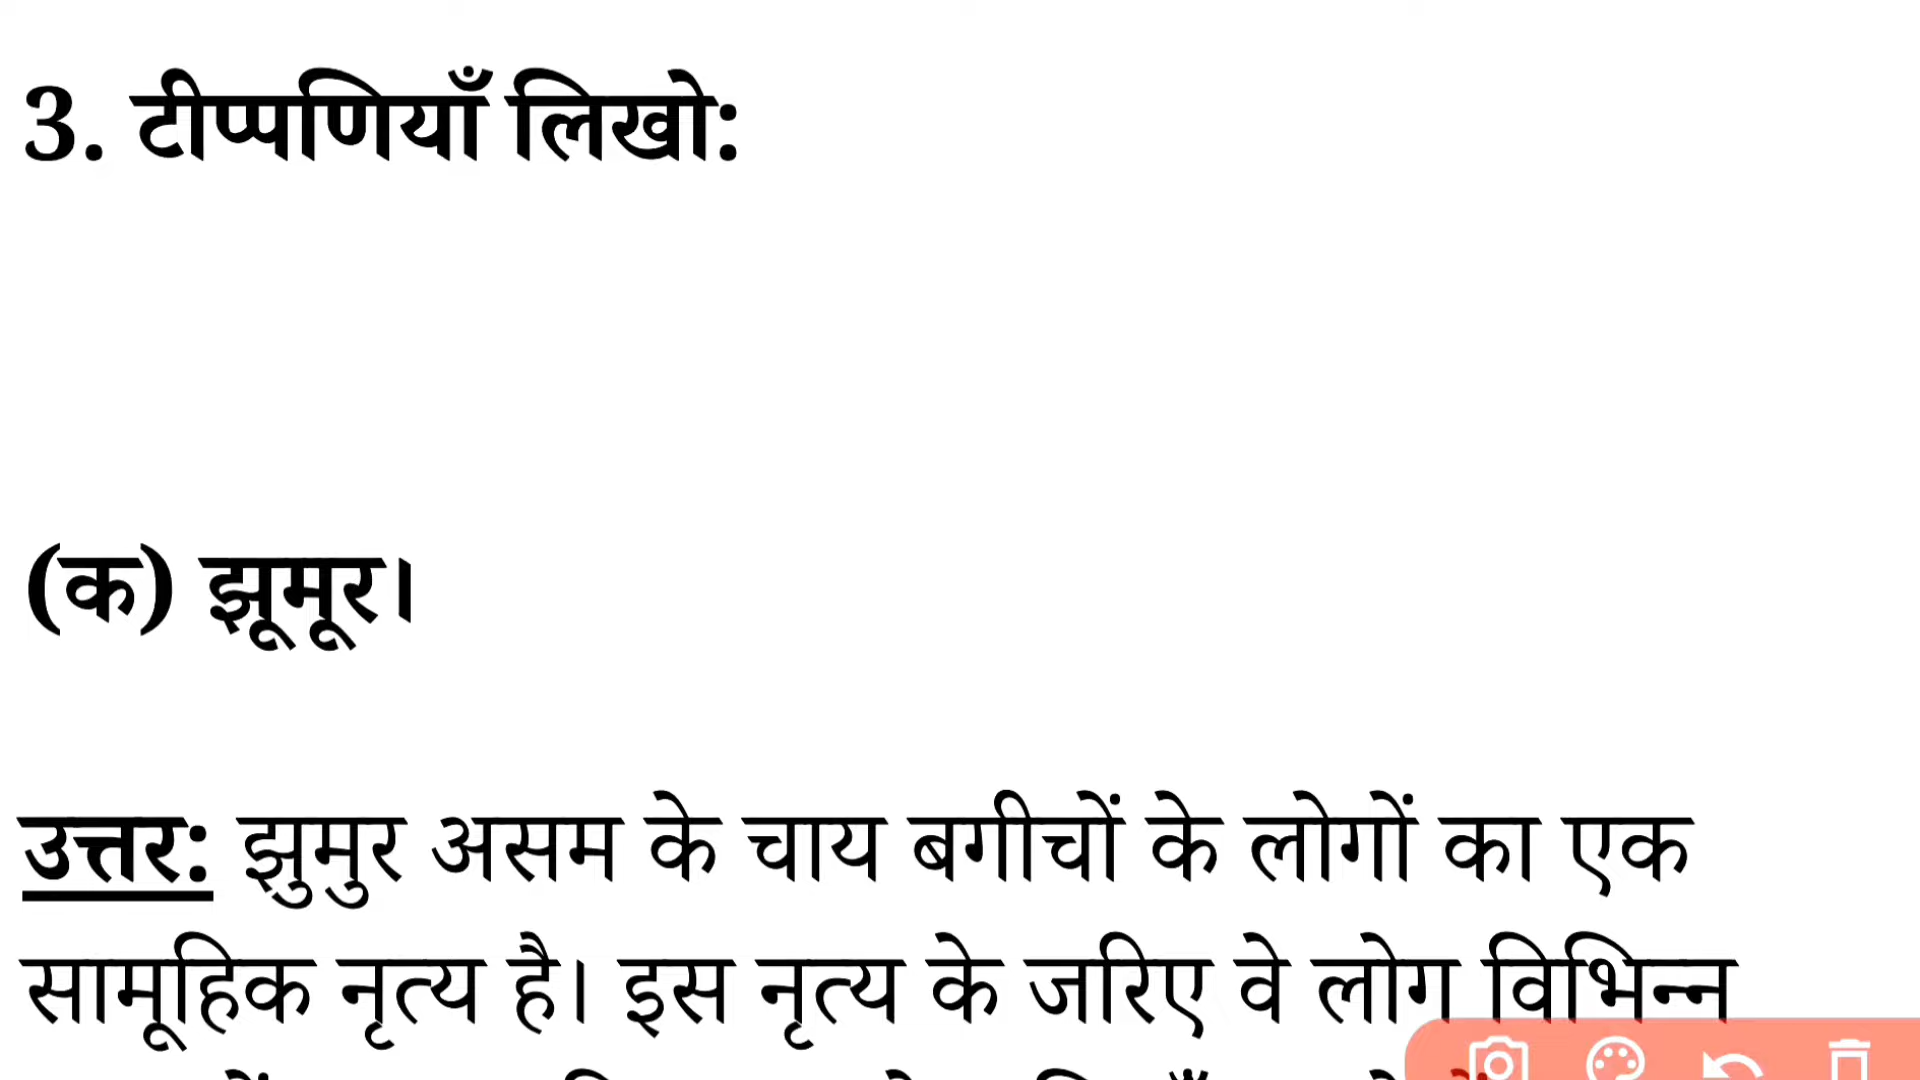 3. टीप्पणियाँ लिखो:
(क) झूमूर।
उत्तर: झुमुर असम के चाय बगीचों के लोगों का एक
सामूहिक नृत्य है। इस नृत्य के जरिए वे लोग विभिन्न